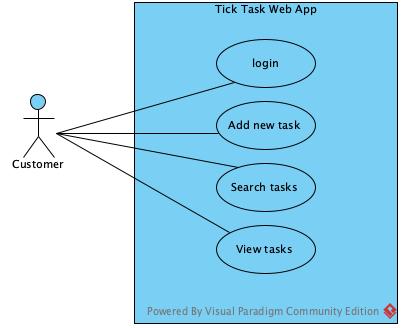 Tick Task Web App
login
Add new task
Customer
Search tasks
View tasks
Powered By Visual Paradigm Community Edition